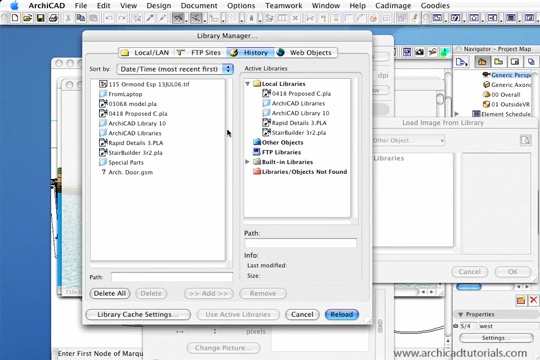 ArchiCAD File Edit View Design Document Options Teamwork Window Help Cadimage Goodies
Library Manager...
Local/LAN FTP Sites History Web Objects
Sort by: Date/Time (most recent first)
115 Ormond Esp 13JUL06.tif
FromLaptop
03068 model.pla
0418 Proposed C.pla
ArchiCAD Library 10
ArchiCAD Libraries
Rapid Details 3.PLA
StairBuilder 3r2.pla
Special Parts
? Arch. Door.gsm
Path:
Delete All Delete >> Add >> Remove
Active Libraries
Local Libraries
0418 Proposed C.pla
ArchiCAD Libraries
ArchiCAD Library 10
Rapid Details 3.PLA
StairBuilder 3r2.pla
Other Objects
FTP Libraries
Built-in Libraries
Libraries/Objects Not Found
Path:
Info:
Last modified:
Size:
Library Cache Settings... Use Active Libraries Cancel Reload
Navigator - Project Map
Generic Perspe
Generic Axono
00 Overall
01 OutsideVR
Element Schedule
Load Image from Library
Other Object...
Libraries
Cancel OK
Properties
5/4 west
Settings...
pixels
Change Picture...
Enter First Node of Marque
www.archicadtutorials.com